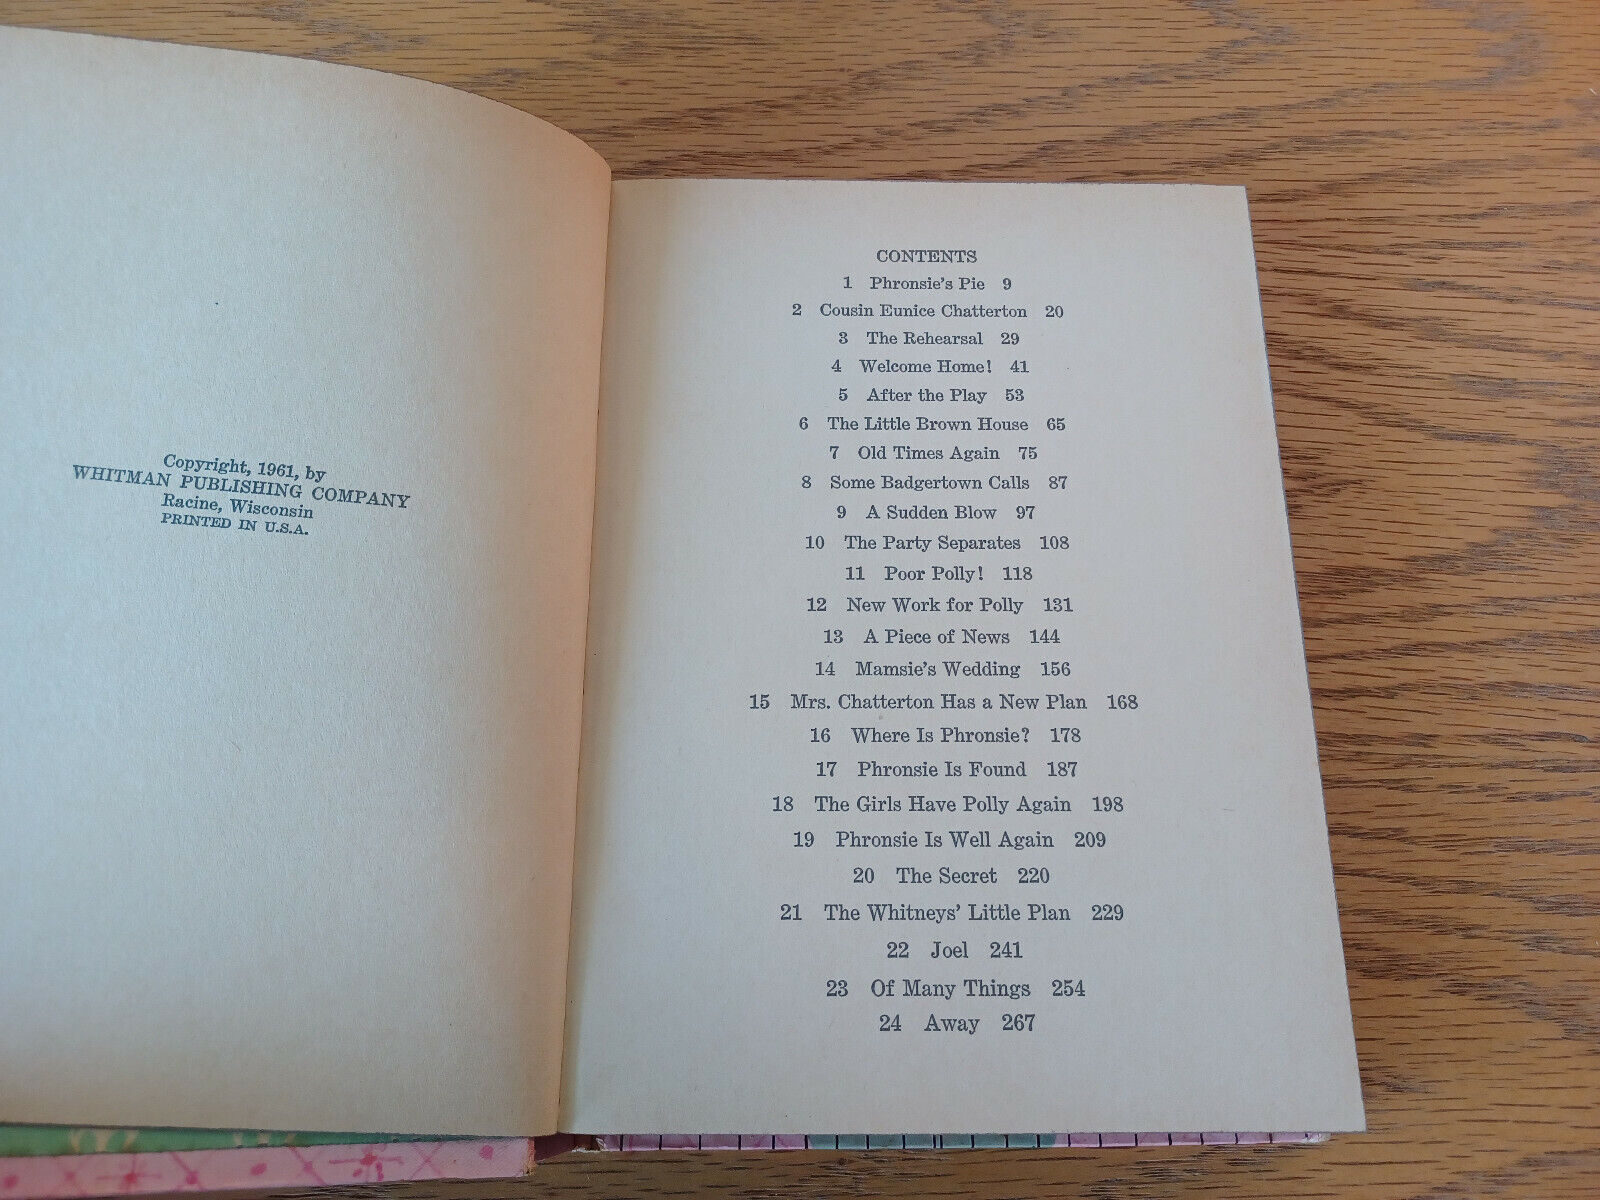 Copyright, 1961, by
WHITMAN PUBLISHING COMPANY
Racine, Wisconsin
PRINTED IN U.S.A.
CONTENTS
1 Phronsie's Pie 9
2 Cousin Eunice Chatterton 20
3 The Rehearsal 29
4 Welcome Home! 41
5 After the Play 53
6 The Little Brown House 65
7 Old Times Again 75
8 Some Badgertown Calls 87
9 A Sudden Blow 97
10 The Party Separates 108
11 Poor Polly! 118
12 New Work for Polly 131
13 A Piece of News 144
14 Mamsie's Wedding 156
15 Mrs. Chatterton Has a New Plan 168
16 Where Is Phronsie? 178
17 Phronsie Is Found 187
18 The Girls Have Polly Again 198
19 Phronsie Is Well Again 209
20 The Secret 220
21 The Whitneys' Little Plan 229
22 Joel 241
23 Of Many Things 254
24 Away 267